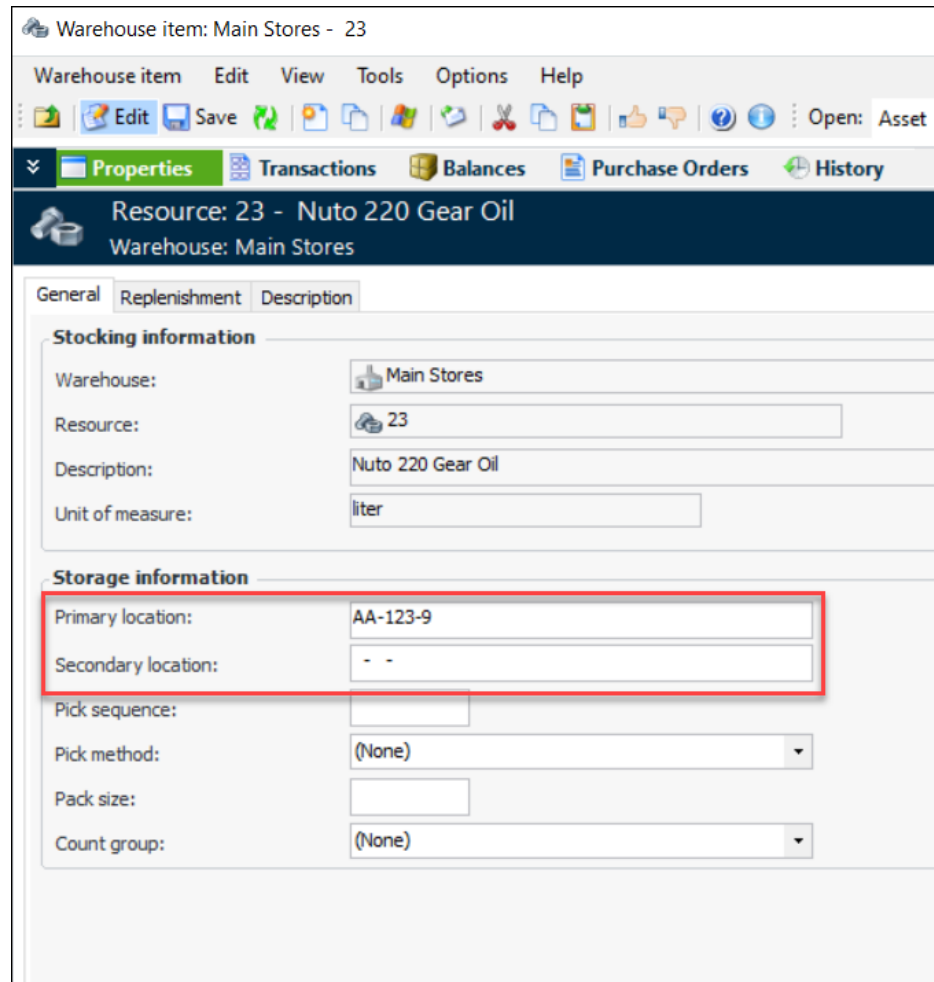 Warehouse item: Main Stores - 23
Warehouse item Edit View Tools Options Help
Edit Save Open: Asset
Properties Transactions Balances Purchase Orders History
Resource: 23 - Nuto 220 Gear Oil
Warehouse: Main Stores
General Replenishment Description
Stocking information
Warehouse: Main Stores
Resource: 23
Description: Nuto 220 Gear Oil
Unit of measure: liter
Storage information
Primary location: AA-123-9
Secondary location: - -
Pick sequence:
Pick method: (None)
Pack size:
Count group: (None)